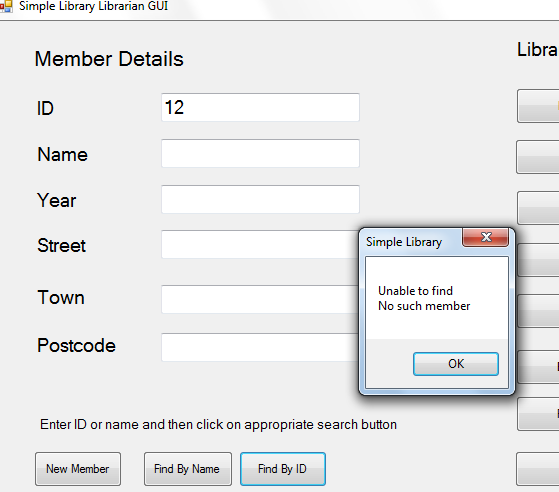 Simple Library Librarian GUI
Member Details
Libra
ID
12
Name
Year
Street
Town
Postcode
Simple Library
Unable to find
No such member
OK
Enter ID or name and then click on appropriate search button
New Member
Find By Name
Find By ID